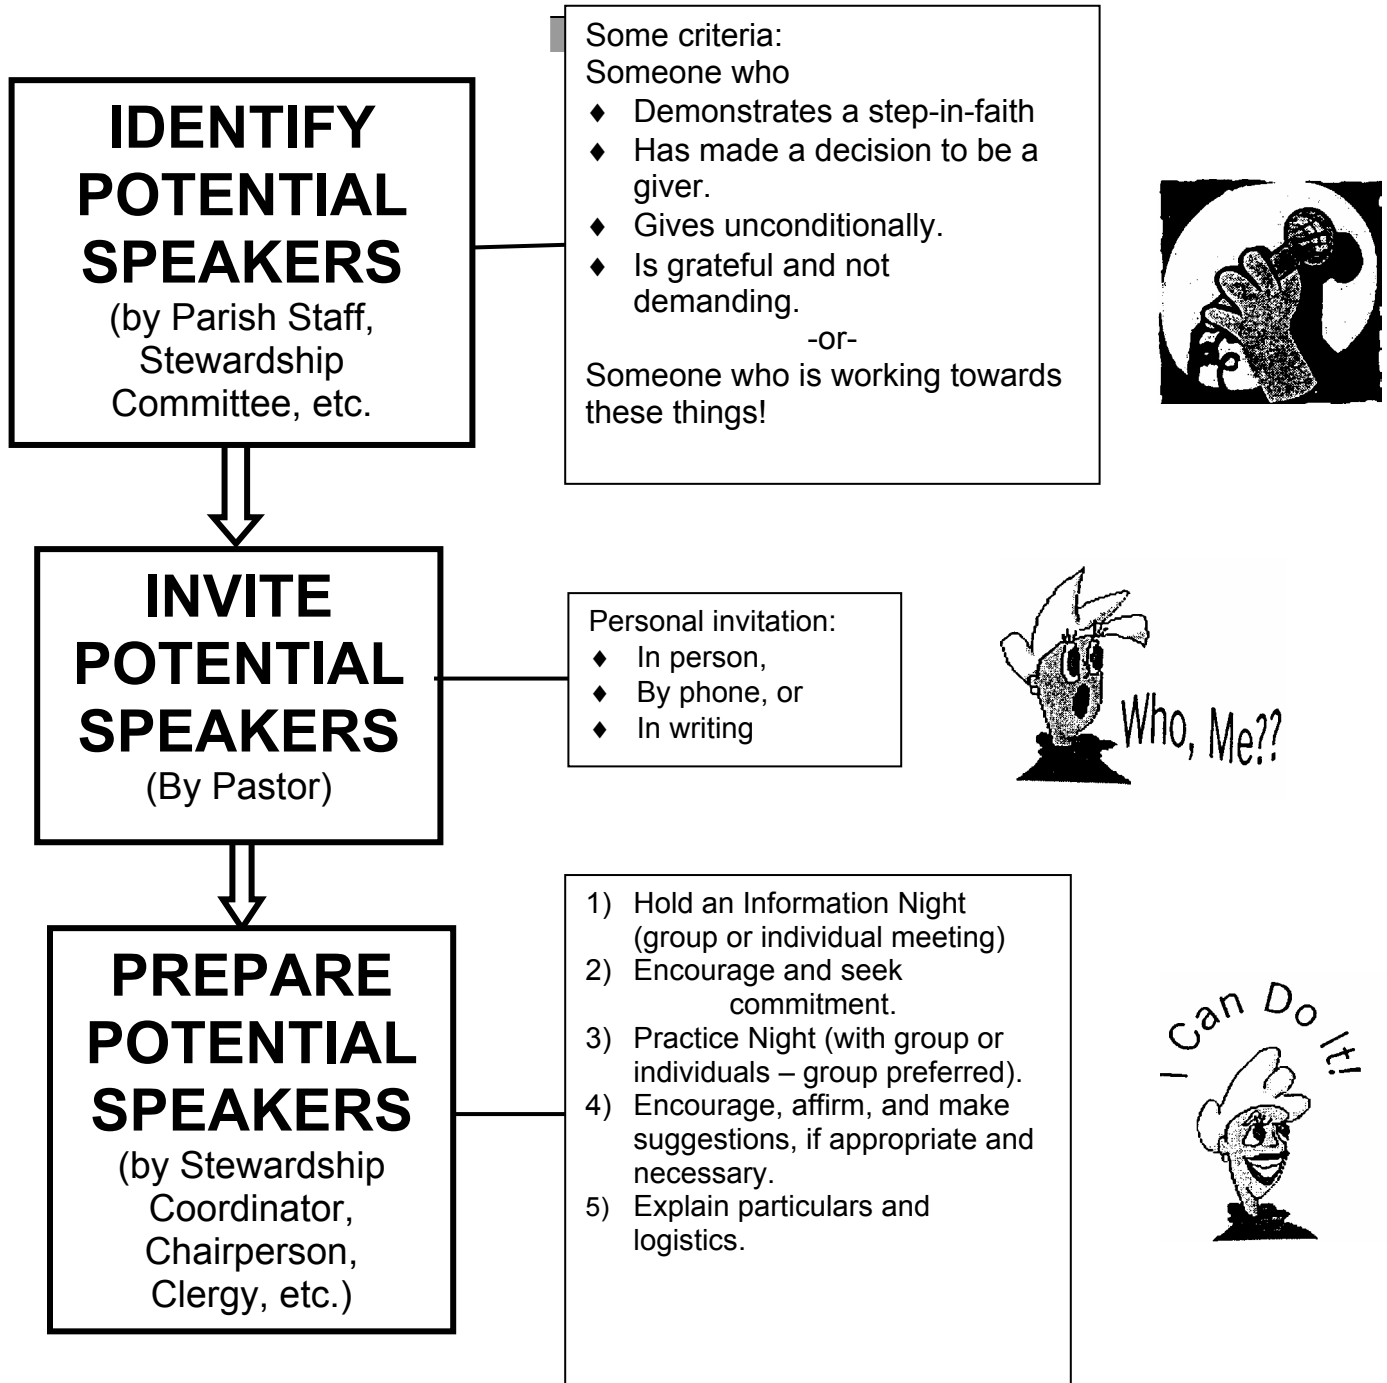 IDENTIFY
POTENTIAL
SPEAKERS
(by Parish Staff,
Stewardship
Committee, etc.
Some criteria:
Someone who
♦ Demonstrates a step-in-faith
♦ Has made a decision to be a
giver.
♦ Gives unconditionally.
♦ Is grateful and not
demanding.
-or-
Someone who is working towards
these things!
INVITE
POTENTIAL
SPEAKERS
(By Pastor)
Personal invitation:
♦ In person,
♦ By phone, or
♦ In writing
Who, Me??
PREPARE
POTENTIAL
SPEAKERS
(by Stewardship
Coordinator,
Chairperson,
Clergy, etc.)
1) Hold an Information Night
(group or individual meeting)
2) Encourage and seek
commitment.
3) Practice Night (with group or
individuals – group preferred).
4) Encourage, affirm, and make
suggestions, if appropriate and
necessary.
5) Explain particulars and
logistics.
I Can Do It!